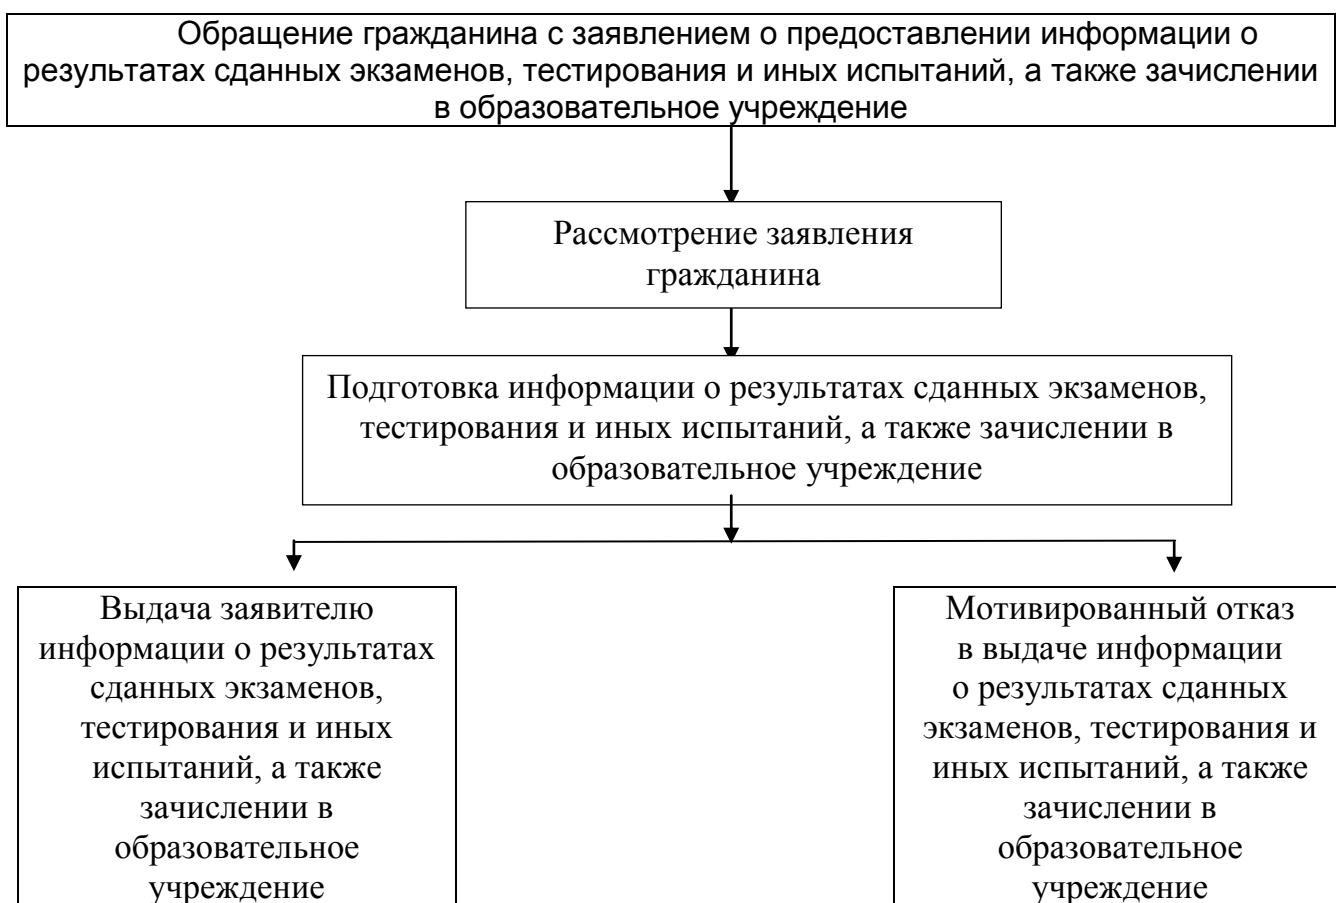 Обращение гражданина с заявлением о предоставлении информации о
результатах сданных экзаменов, тестирования и иных испытаний, а также зачислении
в образовательное учреждение
Рассмотрение заявления
гражданина
Подготовка информации о результатах сданных экзаменов,
тестирования и иных испытаний, а также зачислении в
образовательное учреждение
Выдача заявителю
информации о результатах
сданных экзаменов,
тестирования и иных
испытаний, а также
зачислении в
образовательное
учреждение
Мотивированный отказ
в выдаче информации
о результатах сданных
экзаменов, тестирования и
иных испытаний, а также
зачислении в
образовательное
учреждение